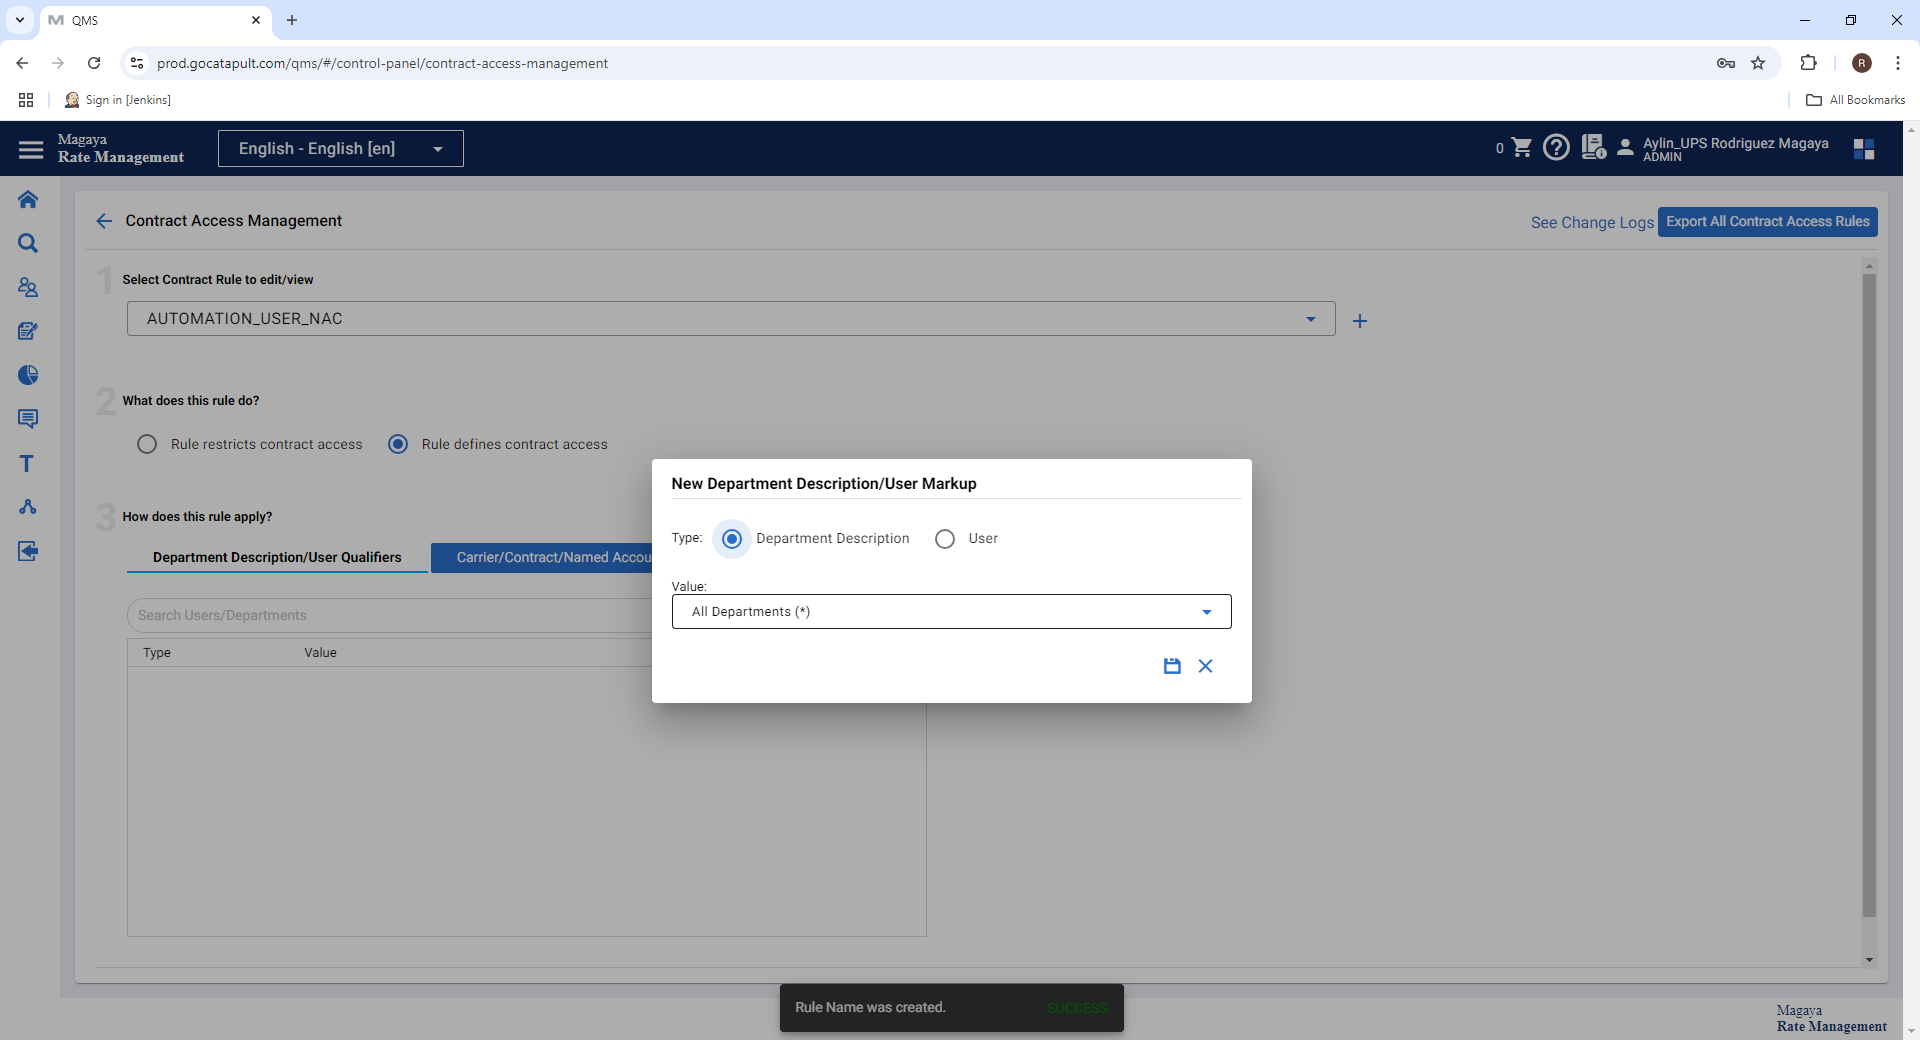 QMS
prod.gocatapult.com/qms/#/control-panel/contract-access-management
R
Sign in [Jenkins]
All Bookmarks
Magaya
Rate Management
English - English [en]
0
Aylin_UPS Rodriguez Magaya
ADMIN
Contract Access Management
See Change Logs
Export All Contract Access Rules
1 Select Contract Rule to edit/view
AUTOMATION_USER_NAC
2 What does this rule do?
Rule restricts contract access
Rule defines contract access
3 How does this rule apply?
Department Description/User Qualifiers
Carrier/Contract/Named Accou
Search Users/Departments
Type
Value
New Department Description/User Markup
Type:
Department Description
User
Value:
All Departments (*)
Rule Name was created.
SUCCESS
Magaya
Rate Management